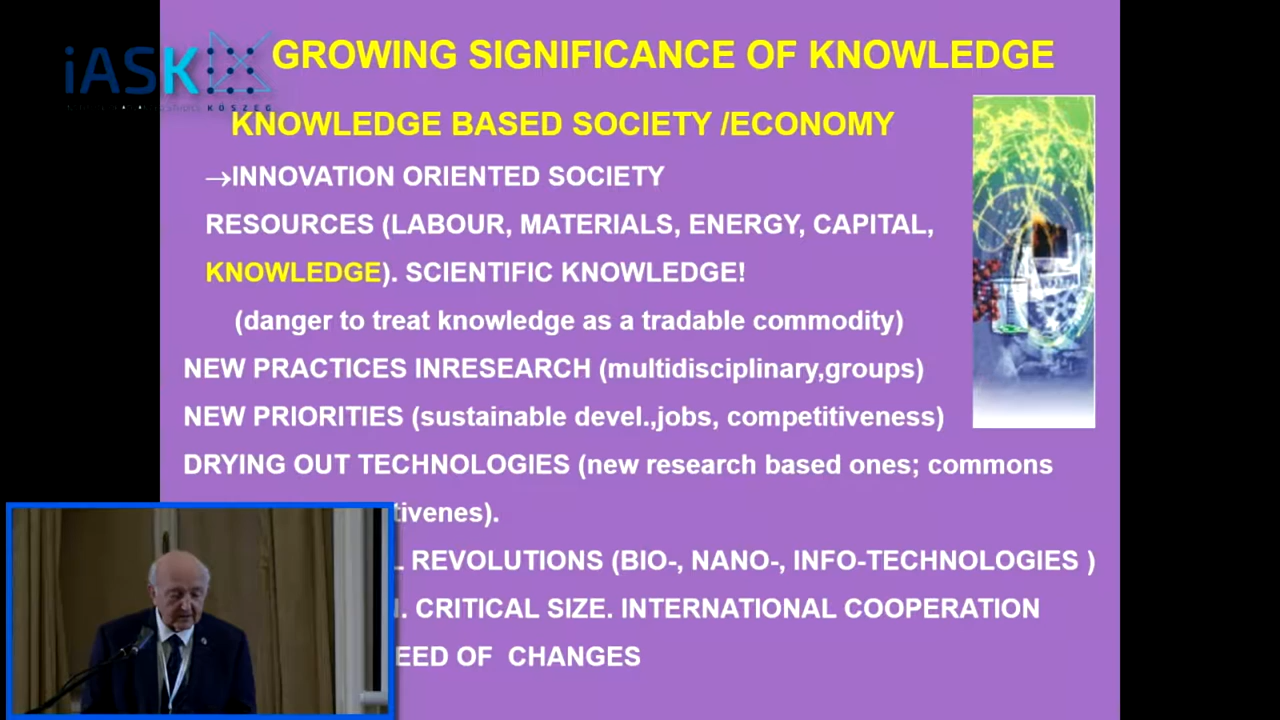 iASK
KŐSZEG
GROWING SIGNIFICANCE OF KNOWLEDGE
KNOWLEDGE BASED SOCIETY /ECONOMY
→INNOVATION ORIENTED SOCIETY
RESOURCES (LABOUR, MATERIALS, ENERGY, CAPITAL,
KNOWLEDGE). SCIENTIFIC KNOWLEDGE!
(danger to treat knowledge as a tradable commodity)
NEW PRACTICES INRESEARCH (multidisciplinary,groups)
NEW PRIORITIES (sustainable devel.,jobs, competitiveness)
DRYING OUT TECHNOLOGIES (new research based ones; commons
tivenes).
L REVOLUTIONS (BIO-, NANO-, INFO-TECHNOLOGIES )
. CRITICAL SIZE. INTERNATIONAL COOPERATION
EED OF CHANGES